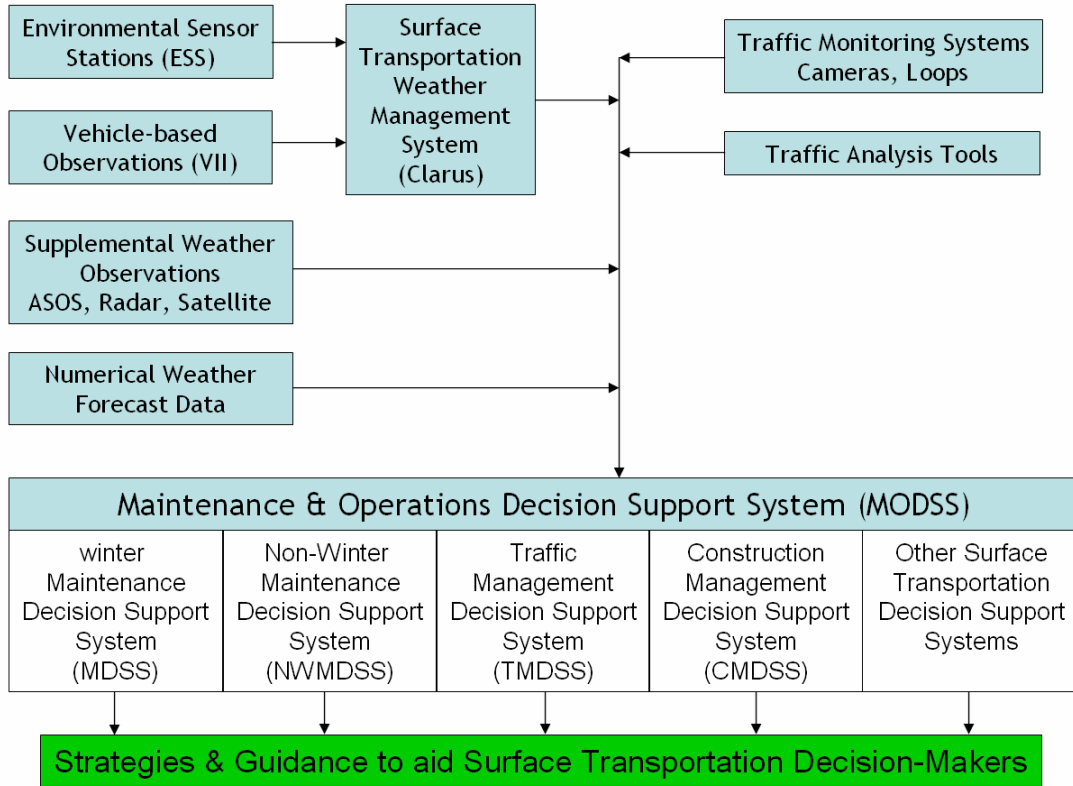 Environmental Sensor
Stations (ESS)
Surface
Transportation
Weather
Management
System
(Clarus)
Traffic Monitoring Systems
Cameras, Loops
Vehicle-based
Observations (VII)
Traffic Analysis Tools
Supplemental Weather
Observations
ASOS, Radar, Satellite
Numerical Weather
Forecast Data
Maintenance & Operations Decision Support System (MODSS)
winter
Maintenance
Decision Support
System
(MDSS)
Non-Winter
Maintenance
Decision Support
System
(NWMDSS)
Traffic
Management
Decision Support
System
(TMDSS)
Construction
Management
Decision Support
System
(CMDSS)
Other Surface
Transportation
Decision Support
Systems
Strategies & Guidance to aid Surface Transportation Decision-Makers